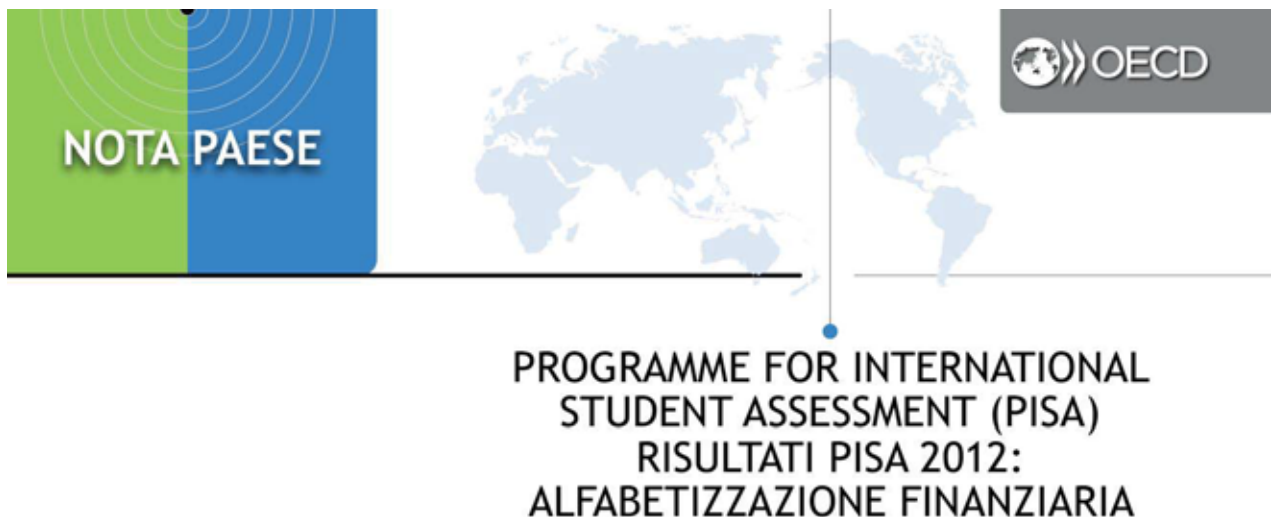 NOTA PAESE
OECD
PROGRAMME FOR INTERNATIONAL
STUDENT ASSESSMENT (PISA)
RISULTATI PISA 2012:
ALFABETIZZAZIONE FINANZIARIA